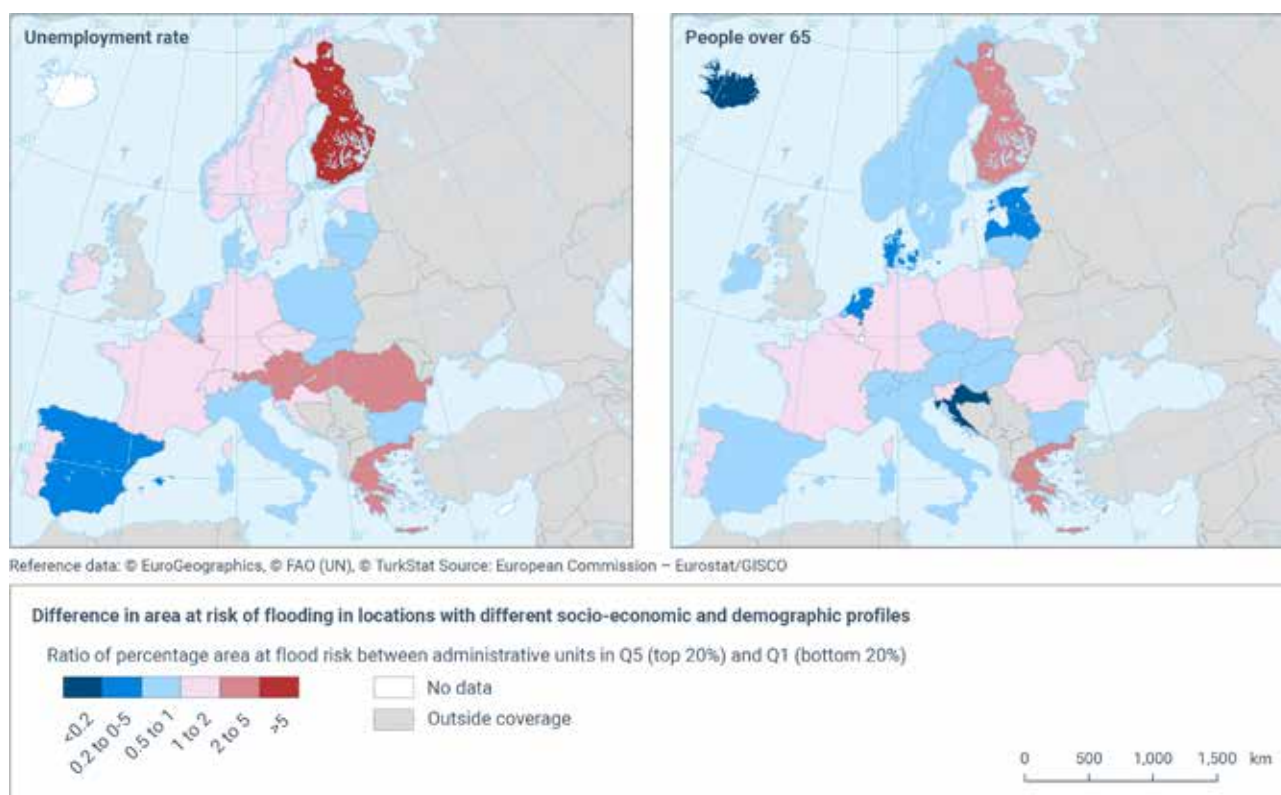 Unemployment rate
People over 65
Reference data: © EuroGeographics, © FAO (UN), © TurkStat Source: European Commission – Eurostat/GISCO
Difference in area at risk of flooding in locations with different socio-economic and demographic profiles
Ratio of percentage area at flood risk between administrative units in Q5 (top 20%) and Q1 (bottom 20%)
<0.2
0.2 to 0-5
0.5 to 1
1 to 2
2 to 5
>5
No data
Outside coverage
0 500 1,000 1,500 km